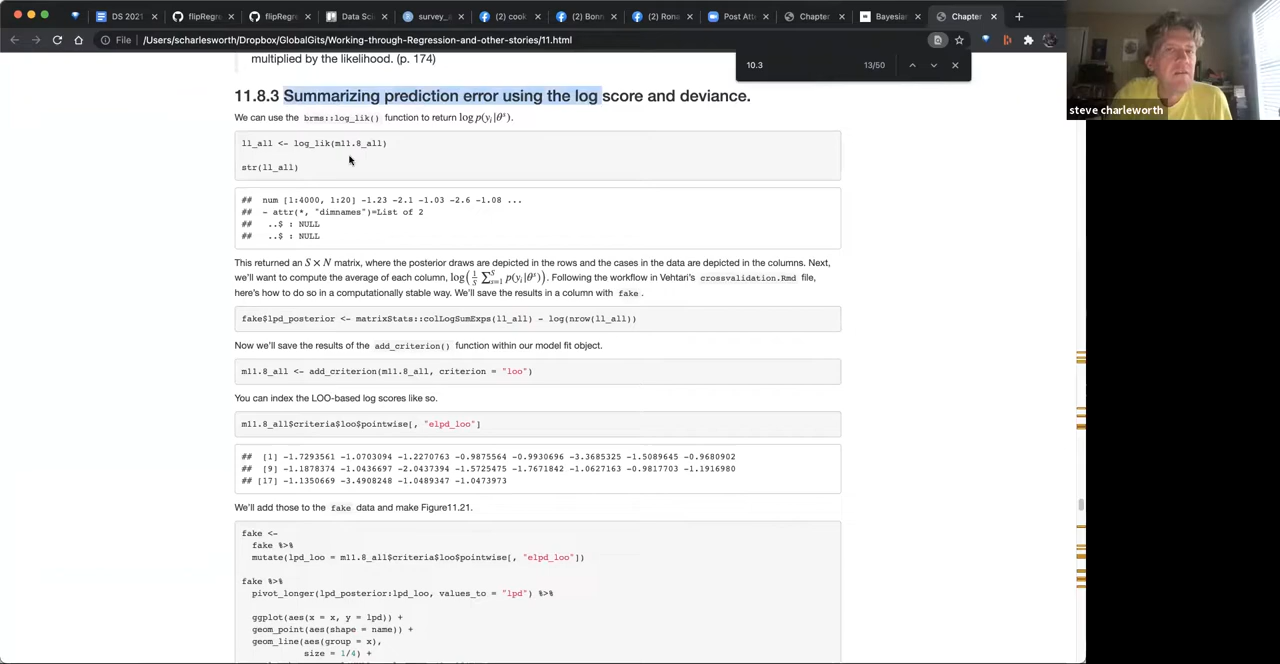 DS 2021
flipRegre
flipRegre
Data Sci
survey_a
(2) cook
(2) Bonn
(2) Rona
Post Att
Chapter
Bayesian
Chapter
File /Users/scharlesworth/Dropbox/GlobalGits/Working-through-Regression-and-other-stories/11.html
10.3 13/50
steve charleworth
multiplied by the likelihood. (p. 174)
11.8.3 Summarizing prediction error using the log score and deviance.
We can use the brms::log_lik() function to return log p(yᵢ|θˢ).
ll_all <- log_lik(m11.8_all)
str(ll_all)
## num [1:4000, 1:20] -1.23 -2.1 -1.03 -2.6 -1.08 ...
## - attr(*, "dimnames")=List of 2
## ..$ : NULL
## ..$ : NULL
This returned an S × N matrix, where the posterior draws are depicted in the rows and the cases in the data are depicted in the columns. Next,
we'll want to compute the average of each column, log(1/S ∑ˢₛ₌₁ p(yᵢ|θˢ)). Following the workflow in Vehtari's crossvalidation.Rmd file,
here's how to do so in a computationally stable way. We'll save the results in a column with fake.
fake$lpd_posterior <- matrixStats::colLogSumExps(ll_all) - log(nrow(ll_all))
Now we'll save the results of the add_criterion() function within our model fit object.
m11.8_all <- add_criterion(m11.8_all, criterion = "loo")
You can index the LOO-based log scores like so.
m11.8_all$criteria$loo$pointwise[, "elpd_loo"]
## [1] -1.7293561 -1.0703094 -1.2270763 -0.9875564 -0.9930696 -3.3685325 -1.5089645 -0.9680902
## [9] -1.1878374 -1.0436697 -2.0437394 -1.5725475 -1.7671842 -1.0627163 -0.9817703 -1.1916980
## [17] -1.1350669 -3.4908248 -1.0489347 -1.0473973
We'll add those to the fake data and make Figure11.21.
fake <-
fake %>%
mutate(lpd_loo = m11.8_all$criteria$loo$pointwise[, "elpd_loo"])
fake %>%
pivot_longer(lpd_posterior:lpd_loo, values_to = "lpd") %>%
ggplot(aes(x = x, y = lpd)) +
geom_point(aes(shape = name)) +
geom_line(aes(group = x),
size = 1/4) +